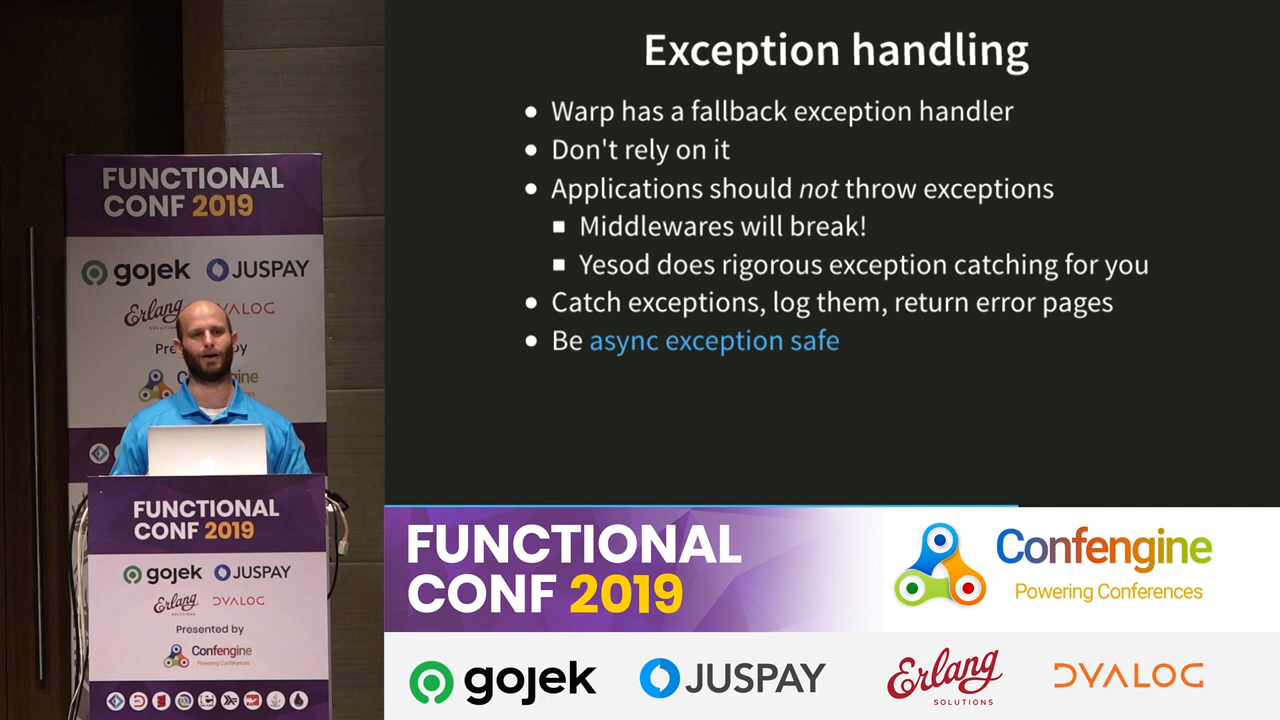 Exception handling
Warp has a fallback exception handler
Don't rely on it
Applications should not throw exceptions
Middlewares will break!
Yesod does rigorous exception catching for you
Catch exceptions, log them, return error pages
Be async exception safe
FUNCTIONAL
CONF 2019
gojek JUSPAY
Erlang
Confengine
FUNCTIONAL
CONF 2019
gojek JUSPAY
Erlang DYALOG
SOLUTIONS
Presented by
Confengine
Powering Conferences
FUNCTIONAL
CONF 2019
Confengine
Powering Conferences
gojek JUSPAY Erlang DYALOG
SOLUTIONS